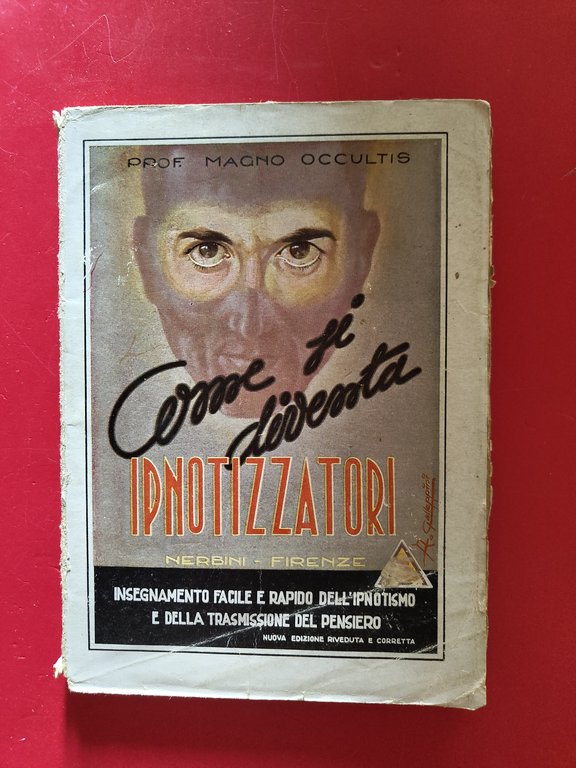 PROF. MAGNO OCCULTIS
Come si
diventa
IPNOTIZZATORI
NERBINI - FIRENZE
INSEGNAMENTO FACILE E RAPIDO DELL'IPNOTISMO
E DELLA TRASMISSIONE DEL PENSIERO
NUOVA EDIZIONE RIVEDUTA E CORRETTA